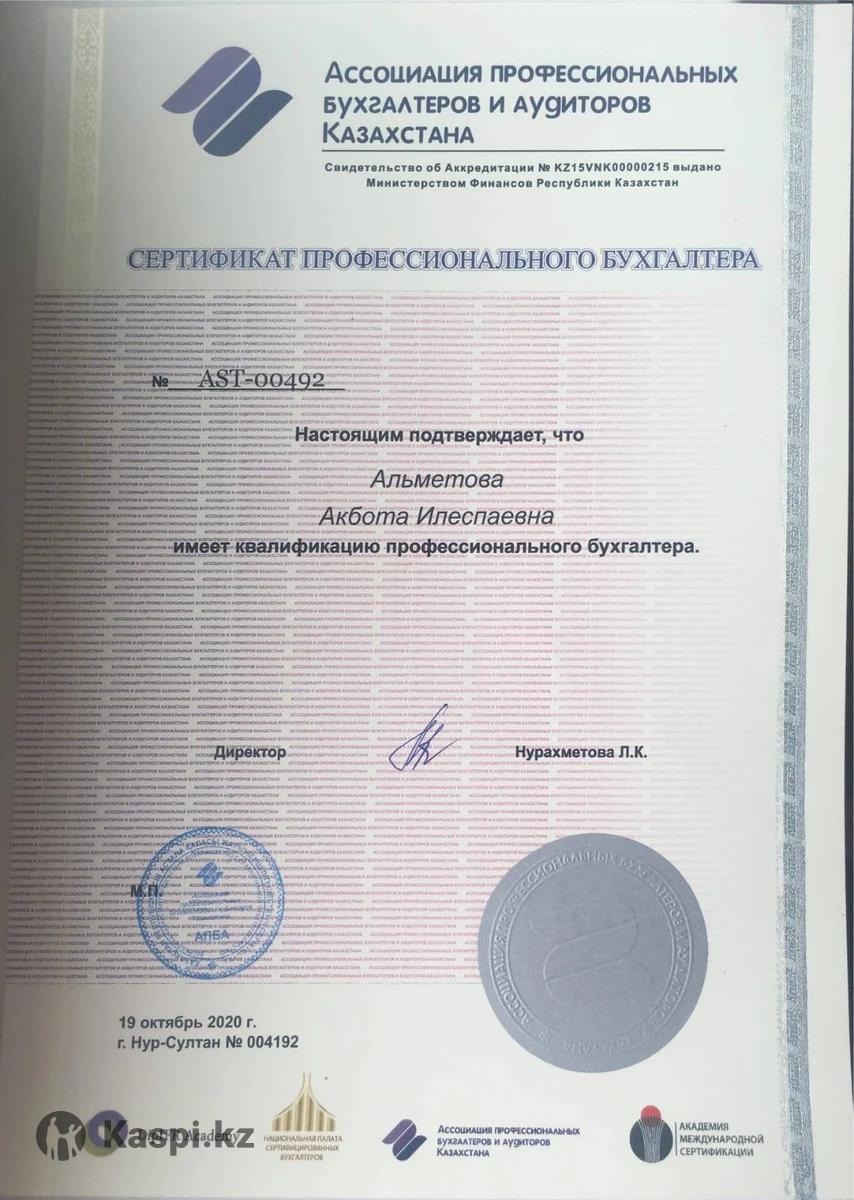 Ассоциация профессиональных
бухгалтеров и аудиторов
Казахстана
Свидетельство об Аккредитации № KZ15VNK00000215 выдано
Министерством Финансов Республики Казахстан
СЕРТИФИКАТ ПРОФЕССИОНАЛЬНОГО БУХГАЛТЕРА
№ AST-00492
Настоящим подтверждает, что
Альметова
Акбота Илеспаевна
имеет квалификацию профессионального бухгалтера.
Директор Нурахметова Л.К.
М.П.
АПБА
19 октябрь 2020 г.
г. Нур-Султан № 004192
Kaspi.kz
Academy
НАЦИОНАЛЬНАЯ ПАЛАТА
СЕРТИФИЦИРОВАННЫХ
БУХГАЛТЕРОВ
Ассоциация профессиональных
бухгалтеров и аудиторов
Казахстана
АКАДЕМИЯ
МЕЖДУНАРОДНОЙ
СЕРТИФИКАЦИИ